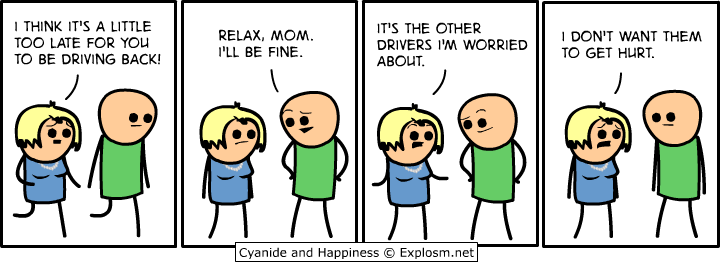 I THINK IT'S A LITTLE
TOO LATE FOR YOU
TO BE DRIVING BACK!
RELAX, MOM.
I'LL BE FINE.
IT'S THE OTHER
DRIVERS I'M WORRIED
ABOUT.
I DON'T WANT THEM
TO GET HURT.
Cyanide and Happiness © Explosm.net